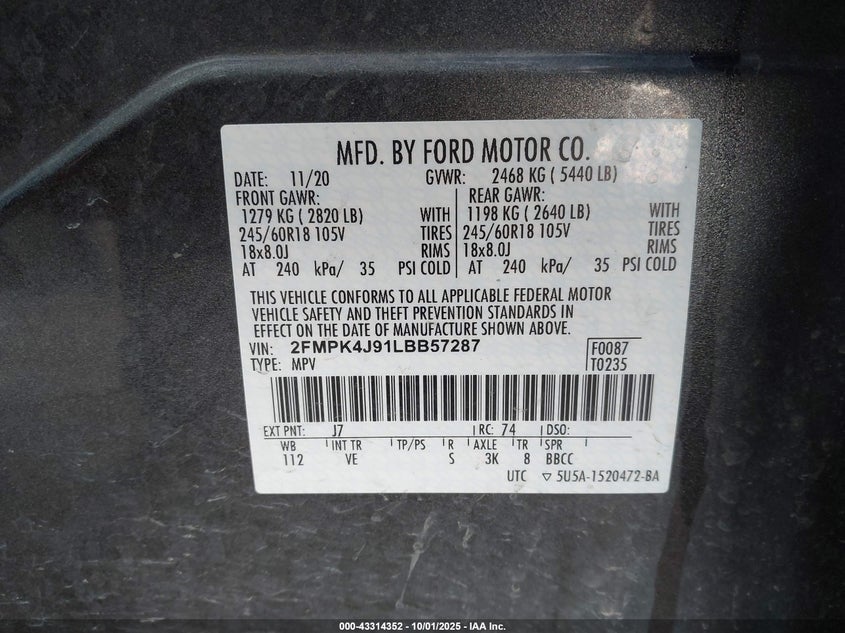 MFD. BY FORD MOTOR CO.
DATE: 11/20 GVWR: 2468 KG ( 5440 LB)
FRONT GAWR: REAR GAWR:
1279 KG ( 2820 LB) WITH 1198 KG ( 2640 LB) WITH
245/60R18 105V TIRES 245/60R18 105V TIRES
18x8.0J RIMS 18x8.0J RIMS
AT 240 kPa/ 35 PSI COLD AT 240 kPa/ 35 PSI COLD
THIS VEHICLE CONFORMS TO ALL APPLICABLE FEDERAL MOTOR
VEHICLE SAFETY AND THEFT PREVENTION STANDARDS IN
EFFECT ON THE DATE OF MANUFACTURE SHOWN ABOVE.
VIN: 2FMPK4J91LBB57287 F0087
TYPE: MPV T0235
EXT PNT: J7 RC: 74 DSO:
WB INT TR TP/PS R AXLE TR SPR
112 VE S 3K 8 BBCC
UTC ▽ 5U5A-1520472-BA
000-43314352 - 10/01/2025 - IAA Inc.